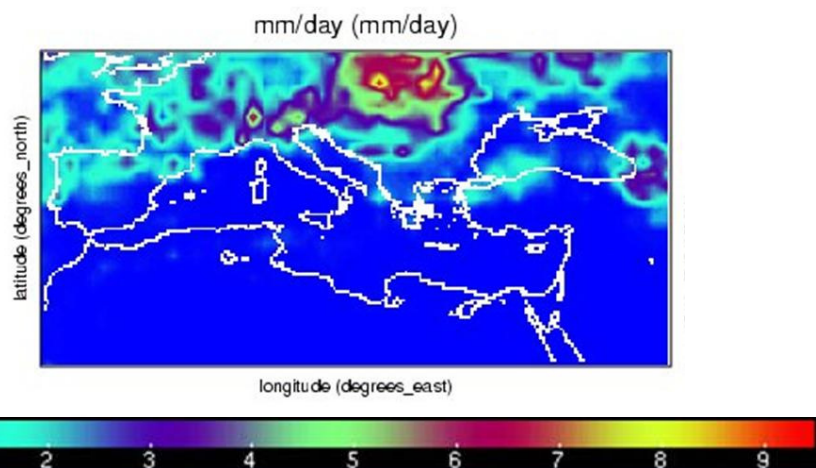 mm/day (mm/day)
latitude (degrees_north)
longitude (degrees_east)
2 3 4 5 6 7 8 9